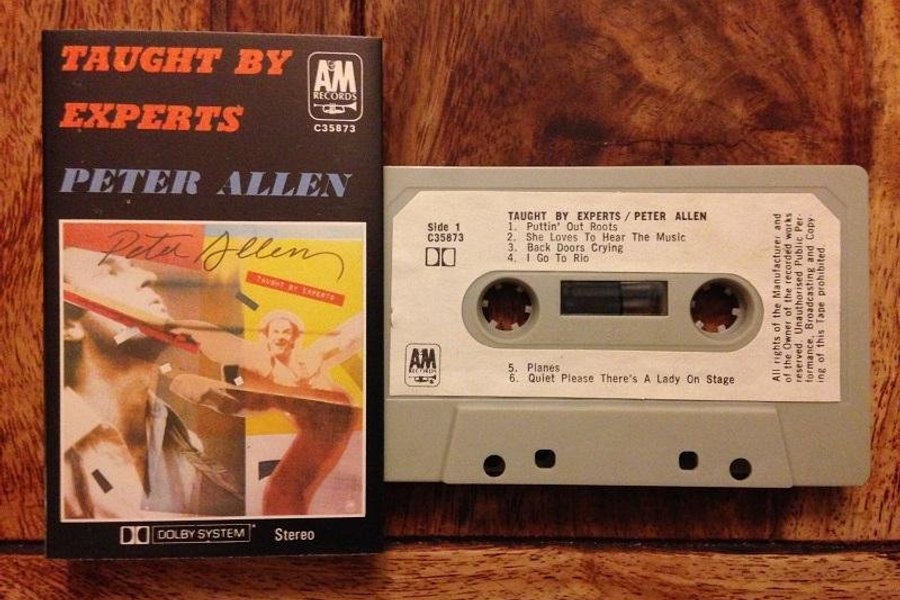 TAUGHT BY
EXPERTS
A&M
RECORDS
C35873
PETER ALLEN
Peter Allen
TAUGHT BY EXPERTS
DOLBY SYSTEM
Stereo
Side 1
C35873
TAUGHT BY EXPERTS/PETER ALLEN
1. Puttin' Out Roots
2. She Loves To Hear The Music
3. Back Doors Crying
4. I Go To Rio
A&M
RECORDS
5. Planes
6. Quiet Please There's A Lady On Stage
All rights of the Manufacturer and
of the Owner of the recorded works
reserved. Unauthorised Public Per-
formance, Broadcasting and Copy
ing of this Tape prohibited.